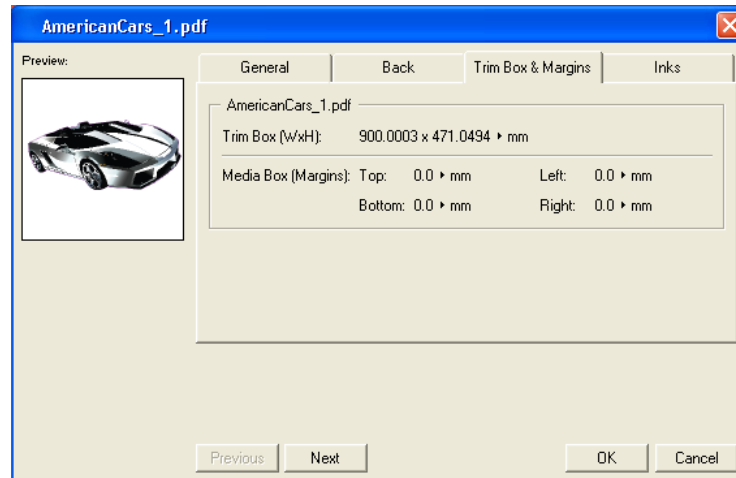 AmericanCars_1.pdf
Preview:
General Back Trim Box & Margins Inks
AmericanCars_1.pdf
Trim Box (WxH): 900.0003 x 471.0494 ▸ mm
Media Box (Margins): Top: 0.0 ▸ mm Left: 0.0 ▸ mm
Bottom: 0.0 ▸ mm Right: 0.0 ▸ mm
Previous Next OK Cancel